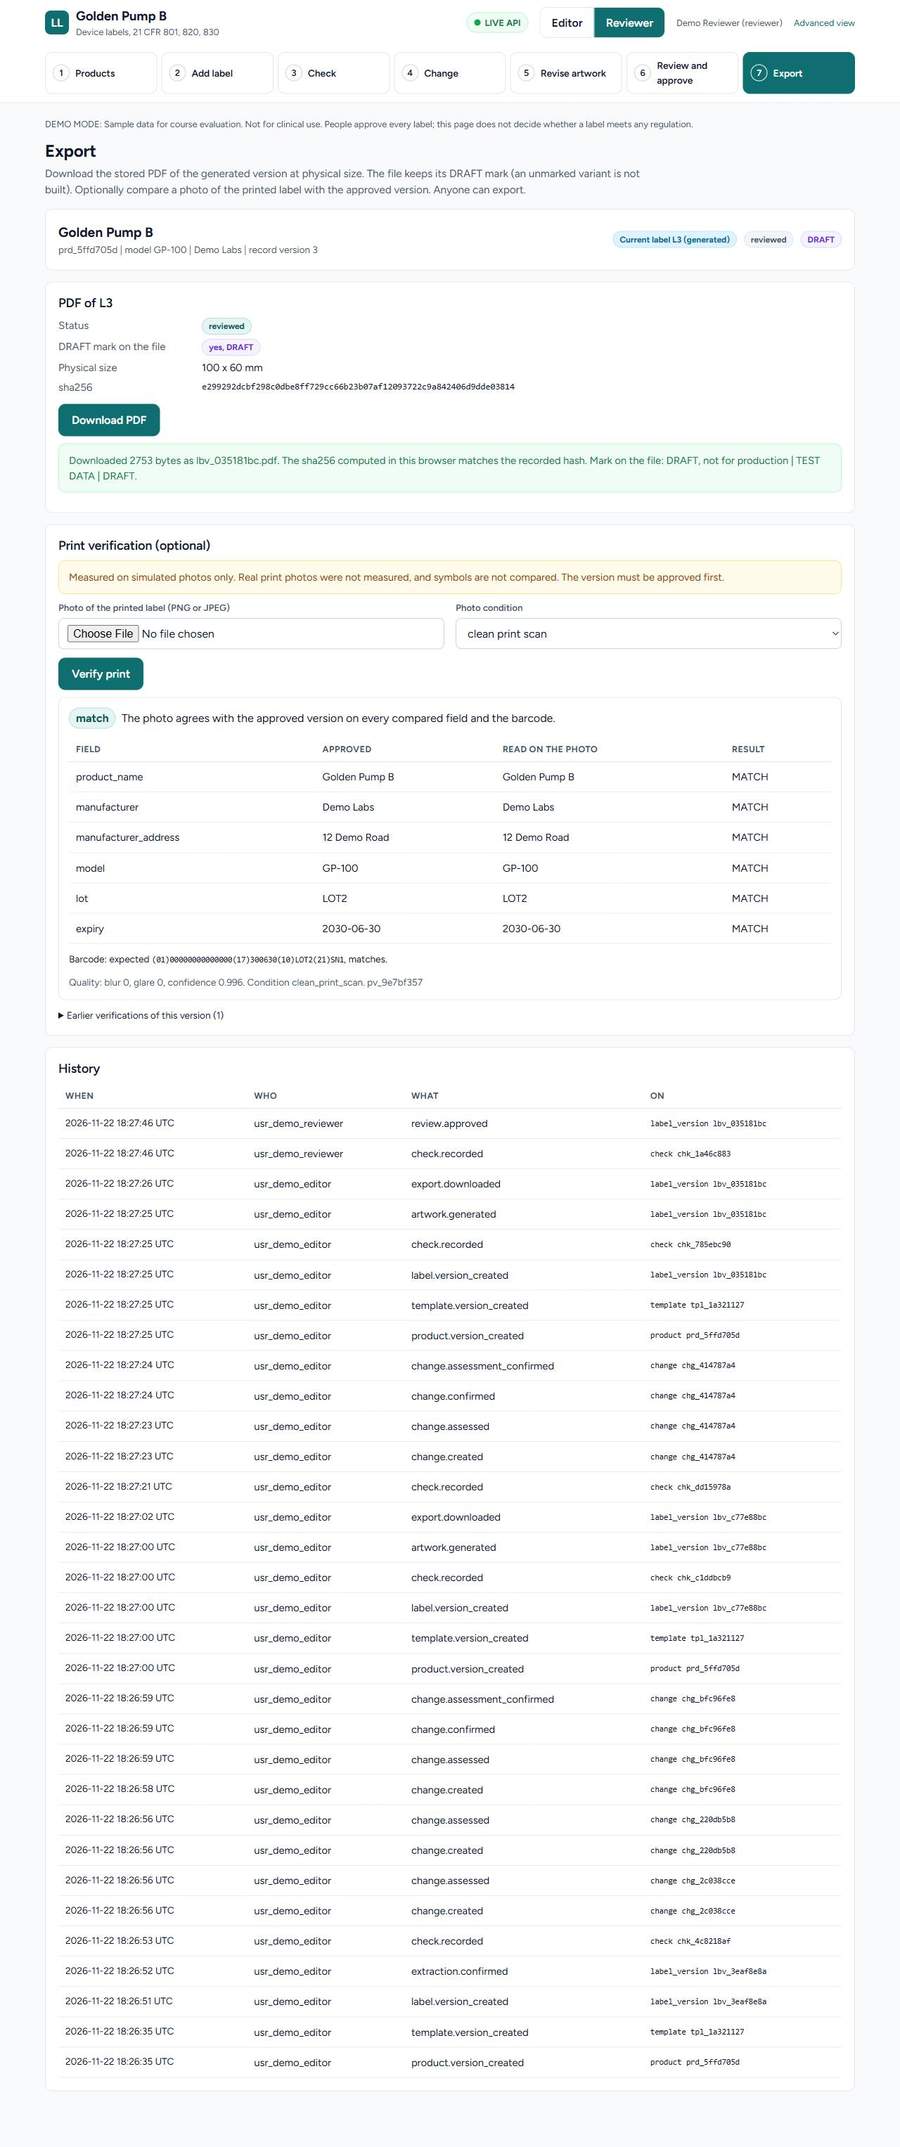 LL
Golden Pump B
Device labels, 21 CFR 801, 820, 830
LIVE API
Editor
Reviewer
Demo Reviewer (reviewer)
Advanced view
1 Products
2 Add label
3 Check
4 Change
5 Revise artwork
6 Review and
approve
7 Export
DEMO MODE: Sample data for course evaluation. Not for clinical use. People approve every label; this page does not decide whether a label meets any regulation.
Export
Download the stored PDF of the generated version at physical size. The file keeps its DRAFT mark (an unmarked variant is not
built). Optionally compare a photo of the printed label with the approved version. Anyone can export.
Golden Pump B
prd_5ffd705d | model GP-100 | Demo Labs | record version 3
Current label L3 (generated)
reviewed
DRAFT
PDF of L3
Status reviewed
DRAFT mark on the file yes, DRAFT
Physical size 100 x 60 mm
sha256 e299292dcbf298c0dbe8ff729cc66b23b07af12093722c9a842406d9dde03814
Download PDF
Downloaded 2753 bytes as lbv_035181bc.pdf. The sha256 computed in this browser matches the recorded hash. Mark on the file: DRAFT, not for production | TEST
DATA | DRAFT.
Print verification (optional)
Measured on simulated photos only. Real print photos were not measured, and symbols are not compared. The version must be approved first.
Photo of the printed label (PNG or JPEG)
Photo condition
Choose File No file chosen
clean print scan
Verify print
match The photo agrees with the approved version on every compared field and the barcode.
FIELD APPROVED READ ON THE PHOTO RESULT
product_name Golden Pump B Golden Pump B MATCH
manufacturer Demo Labs Demo Labs MATCH
manufacturer_address 12 Demo Road 12 Demo Road MATCH
model GP-100 GP-100 MATCH
lot LOT2 LOT2 MATCH
expiry 2030-06-30 2030-06-30 MATCH
Barcode: expected (01)00000000000000(17)300630(10)LOT2(21)SN1, matches.
Quality: blur 0, glare 0, confidence 0.996. Condition clean_print_scan. pv_9e7bf357
Earlier verifications of this version (1)
History
WHEN WHO WHAT ON
2026-11-22 18:27:46 UTC usr_demo_reviewer review.approved label_version lbv_035181bc
2026-11-22 18:27:46 UTC usr_demo_reviewer check.recorded check chk_1a46c883
2026-11-22 18:27:26 UTC usr_demo_editor export.downloaded label_version lbv_035181bc
2026-11-22 18:27:25 UTC usr_demo_editor artwork.generated label_version lbv_035181bc
2026-11-22 18:27:25 UTC usr_demo_editor check.recorded check chk_785ebc90
2026-11-22 18:27:25 UTC usr_demo_editor label.version_created label_version lbv_035181bc
2026-11-22 18:27:25 UTC usr_demo_editor template.version_created template tpl_1a321127
2026-11-22 18:27:25 UTC usr_demo_editor product.version_created product prd_5ffd705d
2026-11-22 18:27:24 UTC usr_demo_editor change.assessment_confirmed change chg_414787a4
2026-11-22 18:27:24 UTC usr_demo_editor change.confirmed change chg_414787a4
2026-11-22 18:27:23 UTC usr_demo_editor change.assessed change chg_414787a4
2026-11-22 18:27:23 UTC usr_demo_editor change.created change chg_414787a4
2026-11-22 18:27:21 UTC usr_demo_editor check.recorded check chk_dd15978a
2026-11-22 18:27:02 UTC usr_demo_editor export.downloaded label_version lbv_c77e88bc
2026-11-22 18:27:00 UTC usr_demo_editor artwork.generated label_version lbv_c77e88bc
2026-11-22 18:27:00 UTC usr_demo_editor check.recorded check chk_c1ddbcb9
2026-11-22 18:27:00 UTC usr_demo_editor label.version_created label_version lbv_c77e88bc
2026-11-22 18:27:00 UTC usr_demo_editor template.version_created template tpl_1a321127
2026-11-22 18:27:00 UTC usr_demo_editor product.version_created product prd_5ffd705d
2026-11-22 18:26:59 UTC usr_demo_editor change.assessment_confirmed change chg_bfc96fe8
2026-11-22 18:26:59 UTC usr_demo_editor change.confirmed change chg_bfc96fe8
2026-11-22 18:26:59 UTC usr_demo_editor change.assessed change chg_bfc96fe8
2026-11-22 18:26:58 UTC usr_demo_editor change.created change chg_bfc96fe8
2026-11-22 18:26:56 UTC usr_demo_editor change.assessed change chg_220db5b8
2026-11-22 18:26:56 UTC usr_demo_editor change.created change chg_220db5b8
2026-11-22 18:26:56 UTC usr_demo_editor change.assessed change chg_2c038cce
2026-11-22 18:26:56 UTC usr_demo_editor change.created change chg_2c038cce
2026-11-22 18:26:53 UTC usr_demo_editor check.recorded check chk_4c8218af
2026-11-22 18:26:52 UTC usr_demo_editor extraction.confirmed label_version lbv_3eaf8e8a
2026-11-22 18:26:51 UTC usr_demo_editor label.version_created label_version lbv_3eaf8e8a
2026-11-22 18:26:35 UTC usr_demo_editor template.version_created template tpl_1a321127
2026-11-22 18:26:35 UTC usr_demo_editor product.version_created product prd_5ffd705d